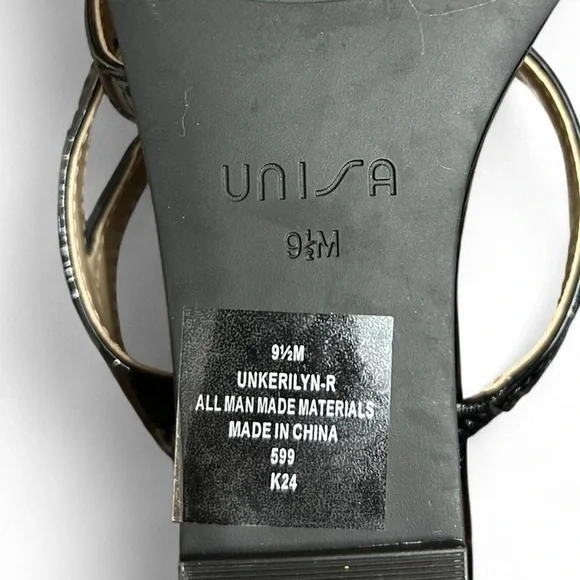 UNISA
9½M
9½M
UNKERILYN-R
ALL MAN MADE MATERIALS
MADE IN CHINA
599
K24